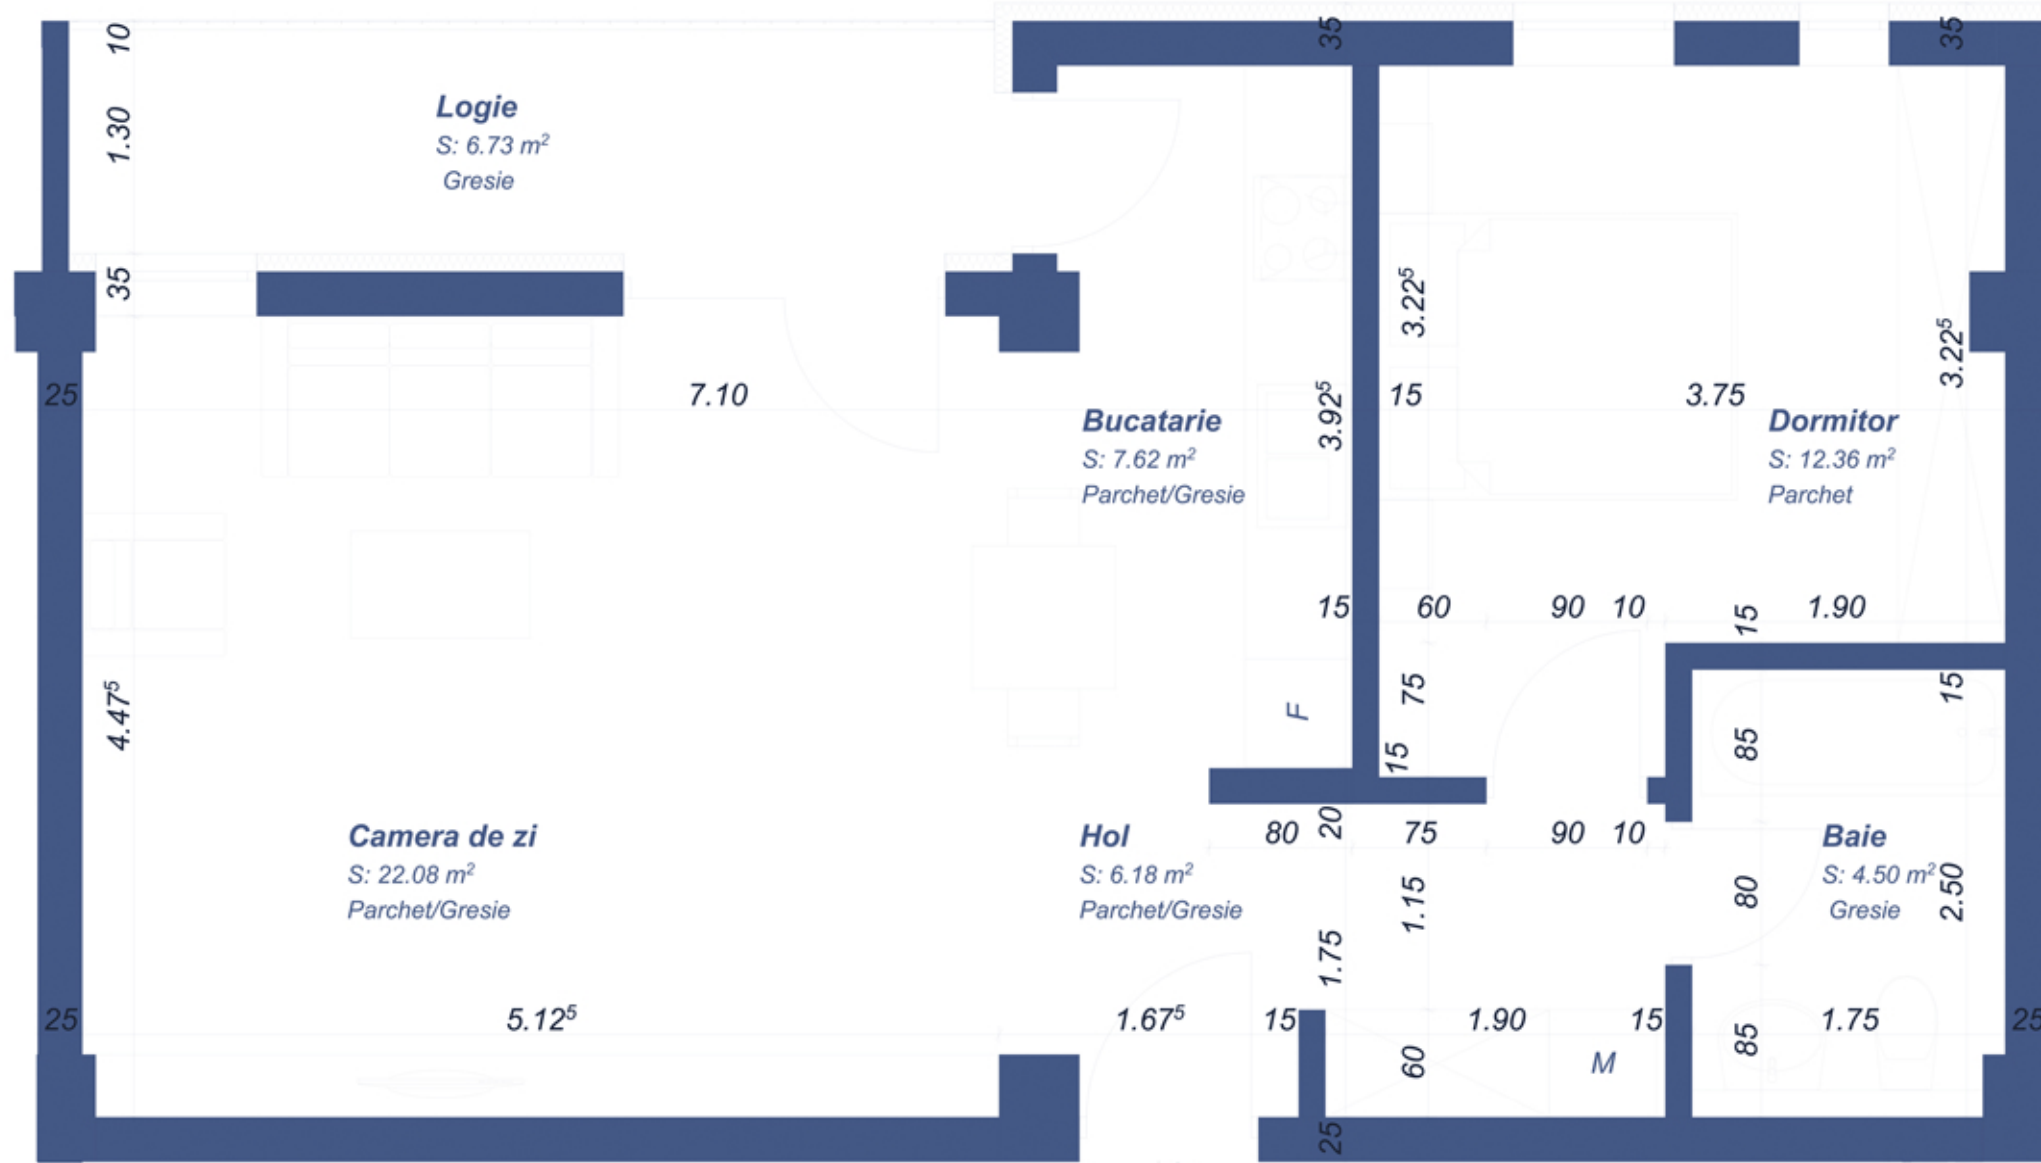 10
35
35
Logie
S: 6.73 m²
Gresie
1.30
35
3.22⁵
3.22⁵
25
7.10
3.92⁵
15
3.75
Bucatarie
S: 7.62 m²
Parchet/Gresie
Dormitor
S: 12.36 m²
Parchet
15
60
90
10
15
1.90
4.47⁵
F
75
15
15
85
Camera de zi
S: 22.08 m²
Parchet/Gresie
Hol
S: 6.18 m²
Parchet/Gresie
80
20
75
90
10
Baie
S: 4.50 m²
Gresie
1.15
80
2.50
1.75
25
5.12⁵
1.67⁵
15
1.90
15
1.75
25
60
M
85
25